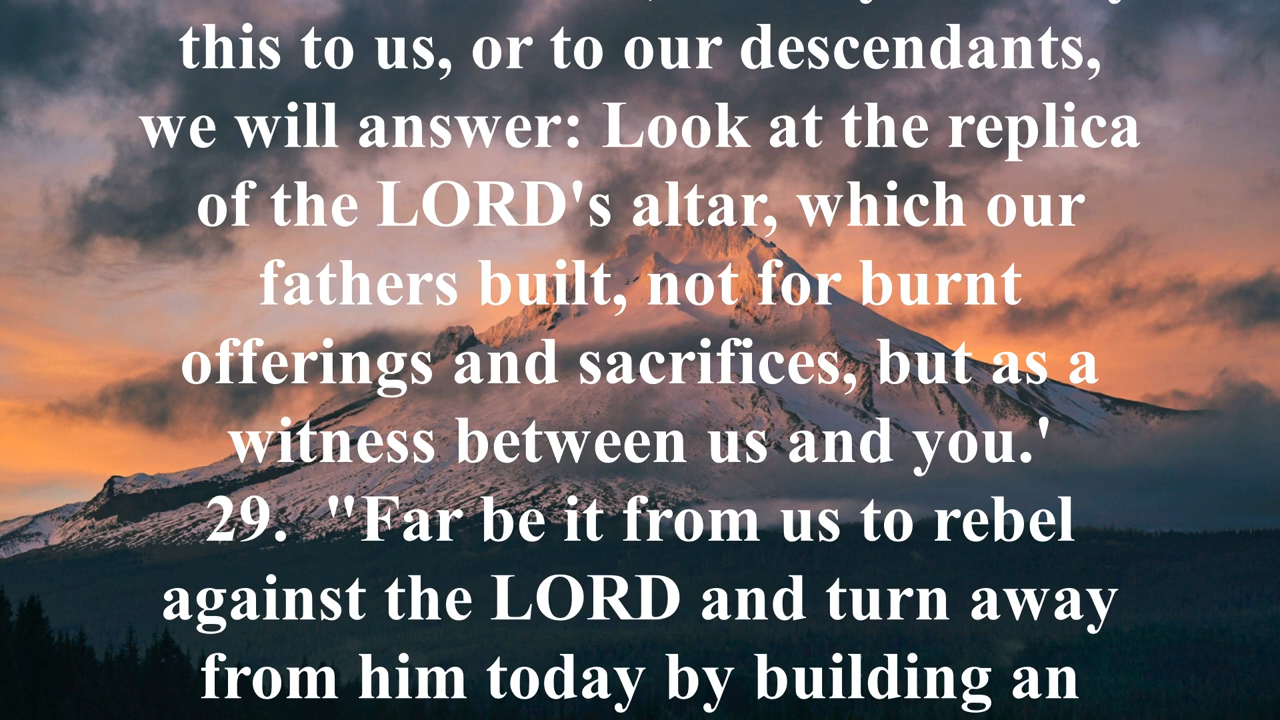 this to us, or to our descendants,
we will answer: Look at the replica
of the LORD's altar, which our
fathers built, not for burnt
offerings and sacrifices, but as a
witness between us and you.'
29. "Far be it from us to rebel
against the LORD and turn away
from him today by building an